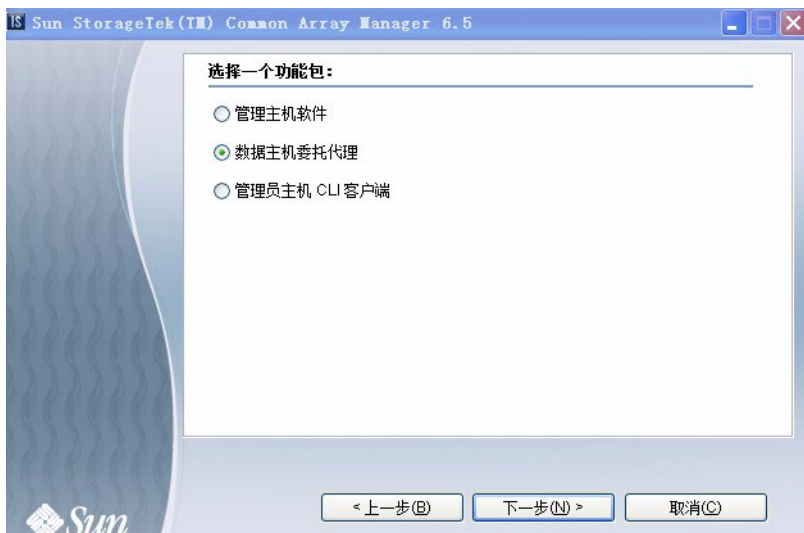 Sun StorageTek(TM) Common Array Manager 6.5
选择一个功能包：
管理主机软件
数据主机委托代理
管理员主机 CLI 客户端
<上一步(B) 下一步(N)> 取消(C)
Sun